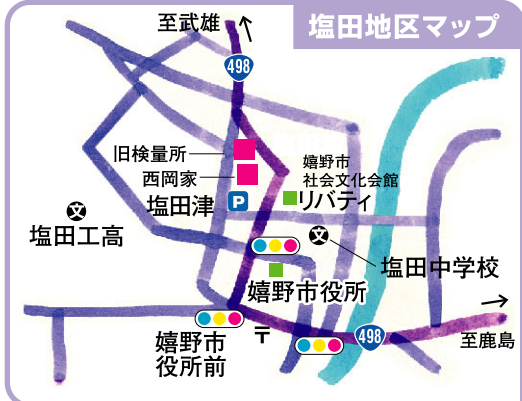 塩田地区マップ
至武雄
498
旧検量所
西岡家
嬉野市
社会文化会館
リバティ
塩田津
P
文
塩田工高
文
塩田中学校
嬉野市役所
嬉野市
役所前
〒
498
至鹿島